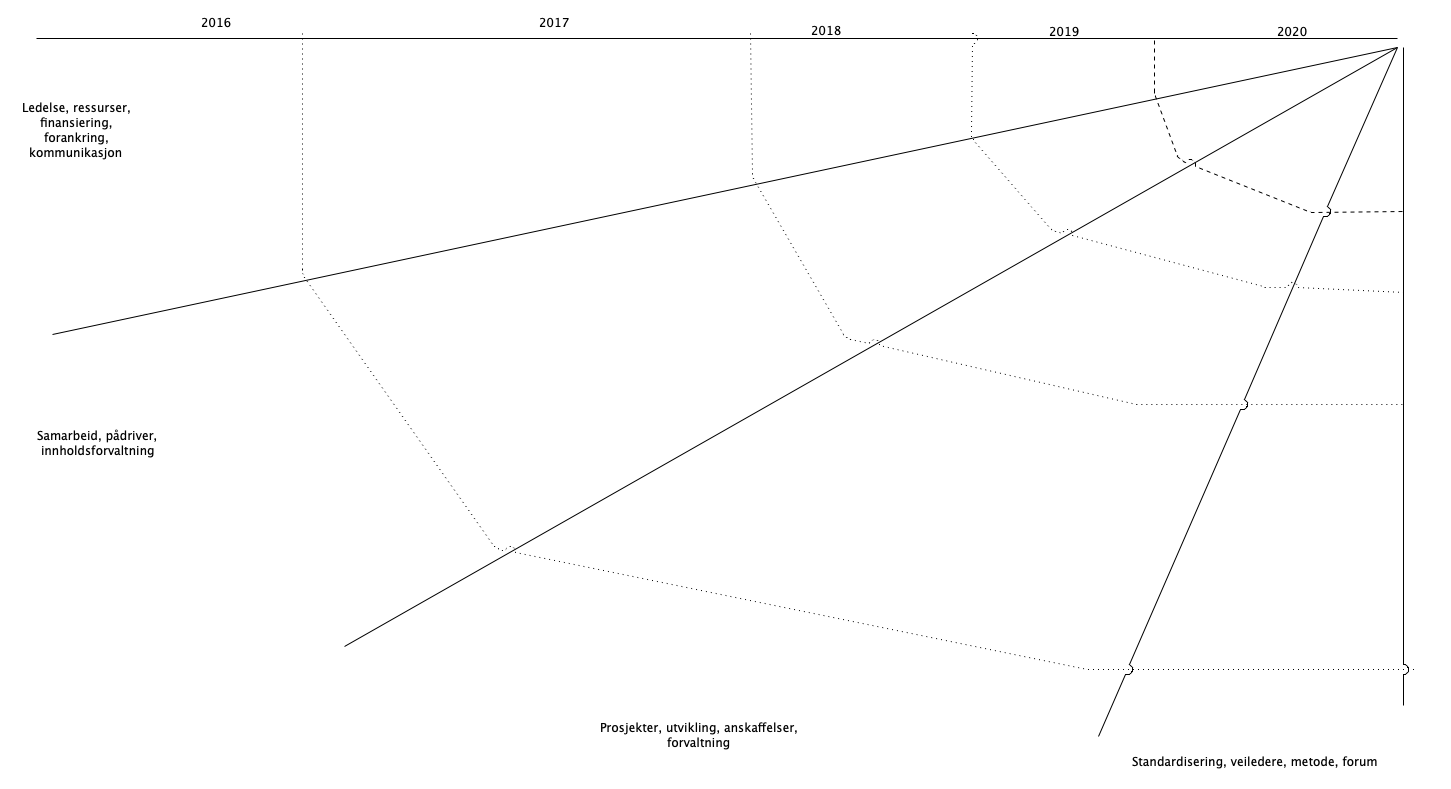 2016
2017
2018
2019
2020
Ledelse, ressurser,
finansiering,
forankring,
kommunikasjon
Samarbeid, pådriver,
innholdsforvaltning
Prosjekter, utvikling, anskaffelser,
forvaltning
Standardisering, veiledere, metode, forum